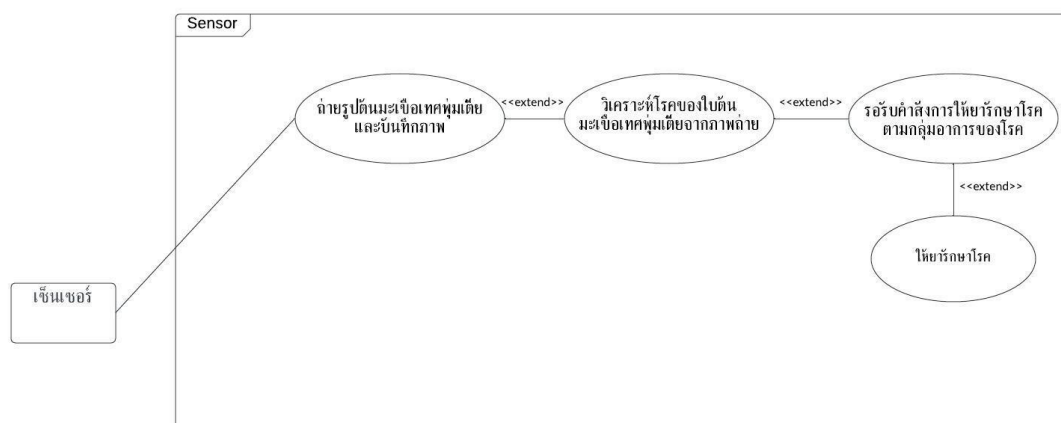 Sensor
ถ่ายรูปต้นมะเขือเทศพุ่มเตี้ย
และบันทึกภาพ
<<extend>>
วิเคราะห์โรคของใบต้น
มะเขือเทศพุ่มเตี้ยจากภาพถ่าย
<<extend>>
รอรับคำสั่งการให้ยารักษาโรค
ตามกลุ่มอาการของโรค
<<extend>>
ให้ยารักษาโรค
เซ็นเซอร์